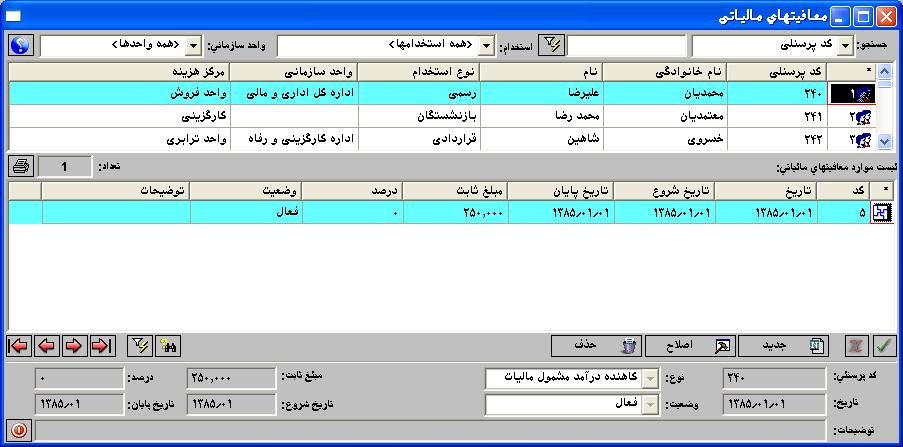 معافیتهای مالیاتی
جستجو: کد پرسنلی استخدام: <همه استخدامها> واحد سازمانی: <همه واحدها>
* کد پرسنلی نام خانوادگی نام نوع استخدام واحد سازمانی مرکز هزینه
۱ ۲۴۰ محمدیان علیرضا رسمی اداره کل اداری و مالی واحد فروش
۲ ۲۴۱ معتمدیان محمد رضا بازنشستگان کارگزینی
۳ ۲۴۲ خسروی شاهین قراردادی اداره کارگزینی و رفاه واحد ترابری
لیست موارد معافیتهای مالیاتی: تعداد: 1
* کد تاریخ تاریخ شروع تاریخ پایان مبلغ ثابت درصد وضعیت توضیحات
۵ ۱۳۸۵/۰۱/۰۱ ۱۳۸۵/۰۱/۰۱ ۱۳۸۵/۰۱/۰۱ ۲۵۰,۰۰۰ ۰ فعال
جدید اصلاح حذف
کد پرسنلی: ۲۴۰ نوع: کاهنده درآمد مشمول مالیات مبلغ ثابت: ۲۵۰,۰۰۰ درصد: ۰
تاریخ: ۱۳۸۵/۰۱/۰۱ وضعیت: فعال تاریخ شروع: ۱۳۸۵/۰۱ تاریخ پایان: ۱۳۸۵/۰۱
توضیحات: